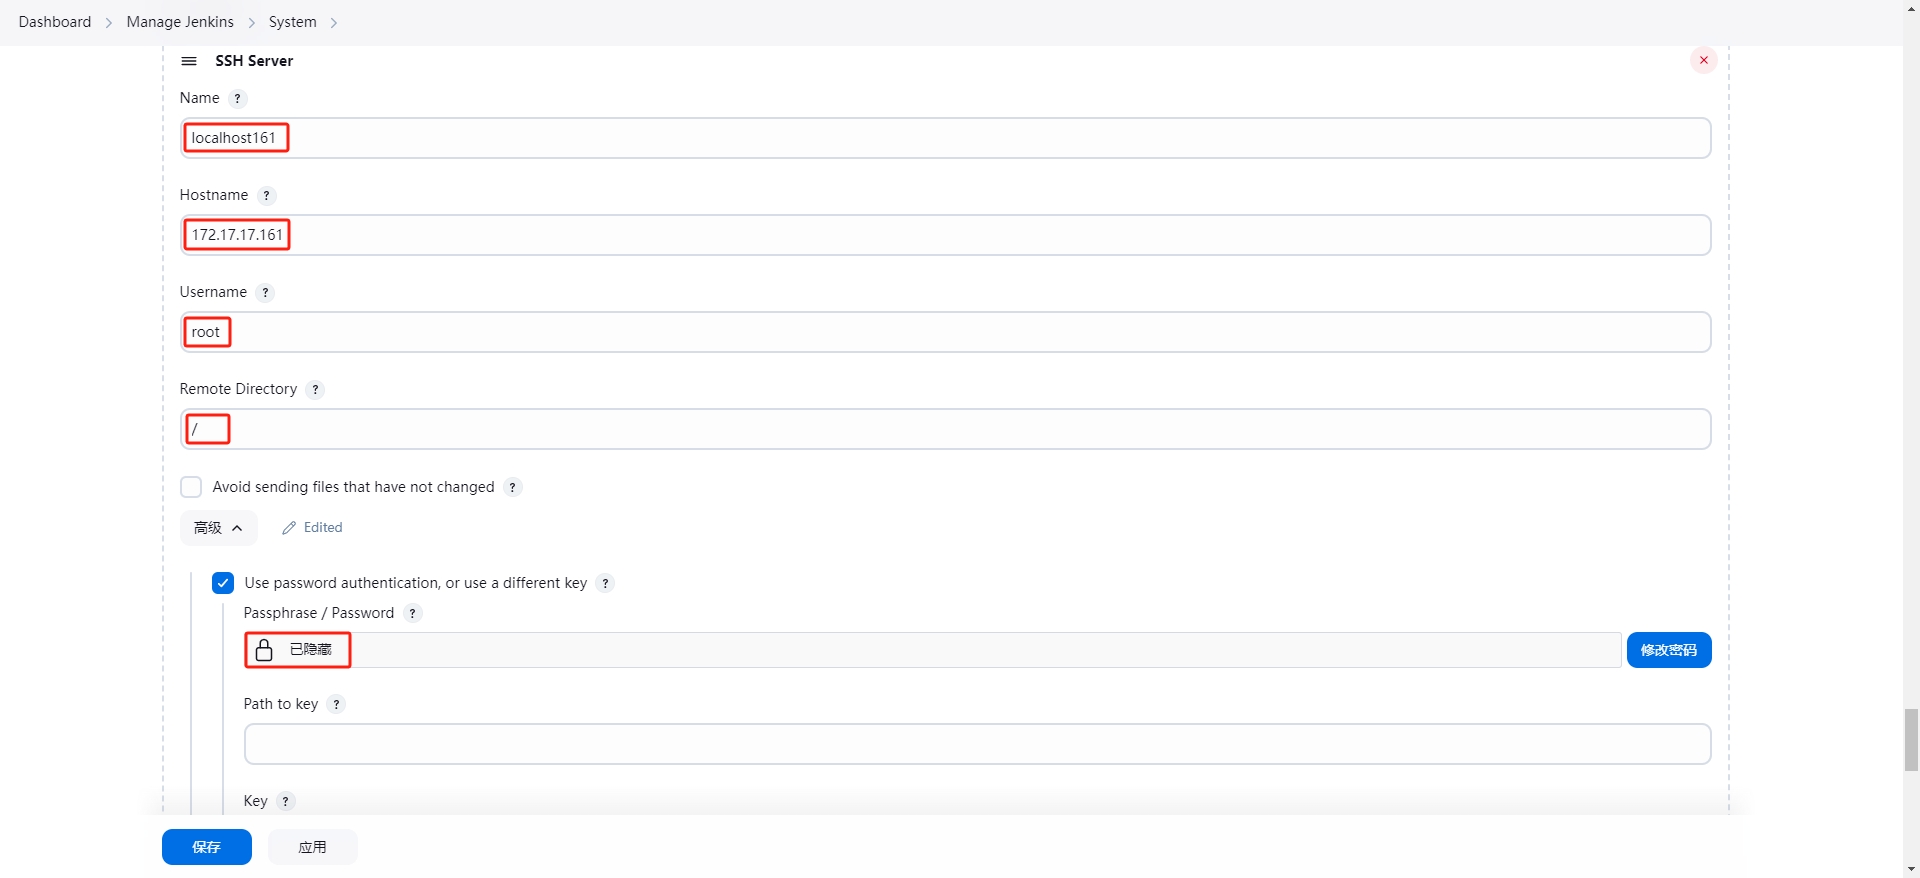 Dashboard > Manage Jenkins > System >
SSH Server
Name ?
localhost161
Hostname ?
172.17.17.161
Username ?
root
Remote Directory ?
/
Avoid sending files that have not changed ?
高级 Edited
Use password authentication, or use a different key ?
Passphrase / Password ?
已隐藏 修改密码
Path to key ?
Key ?
保存 应用